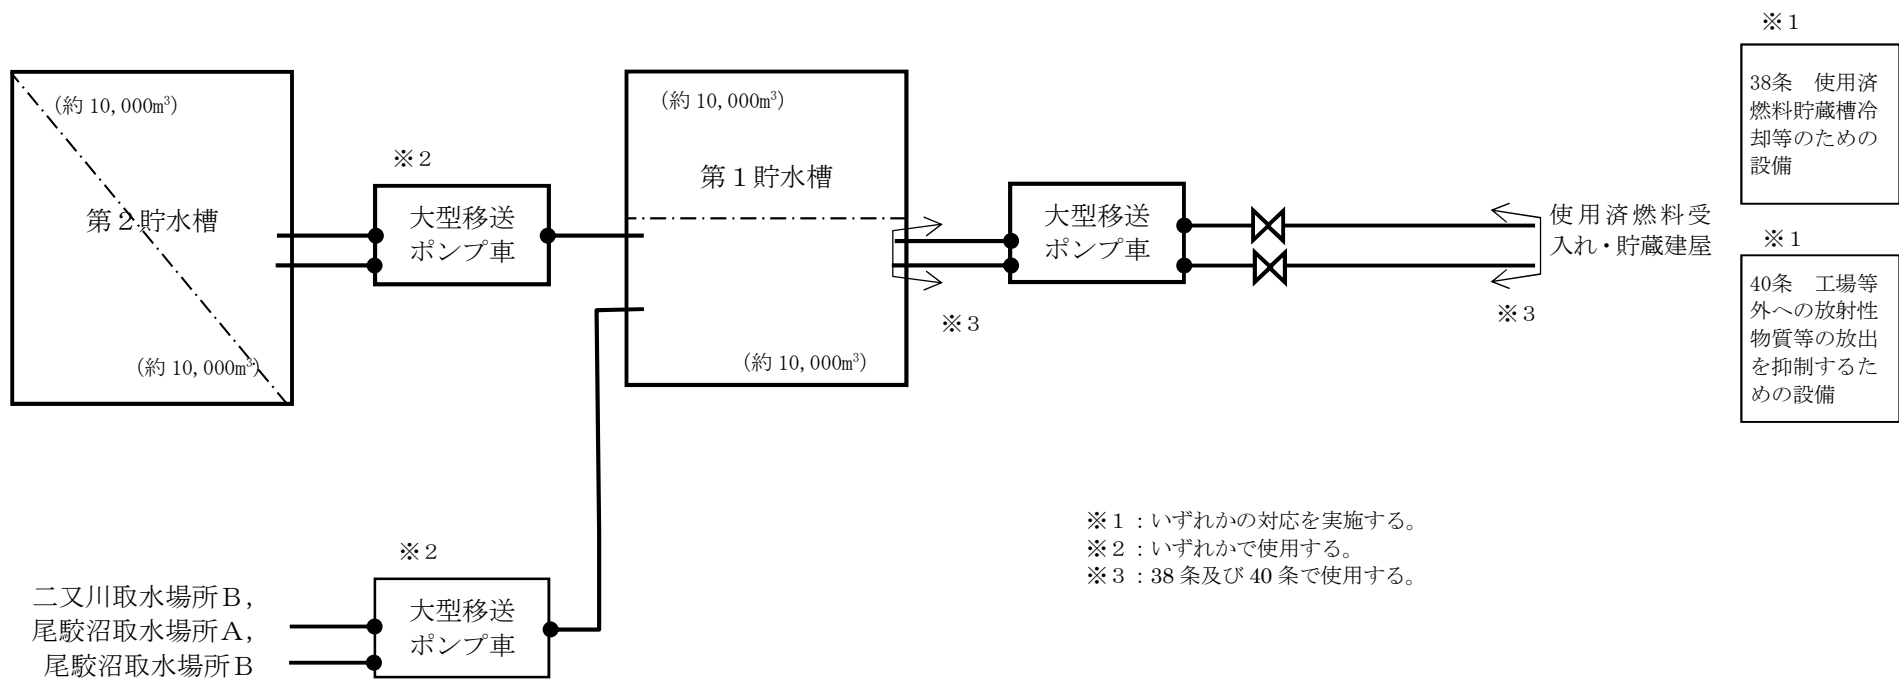 (約 10,000m³)
第２貯水槽
(約 10,000m³)
※２
大型移送
ポンプ車
(約 10,000m³)
第１貯水槽
(約 10,000m³)
※３
大型移送
ポンプ車
使用済燃料受
入れ・貯蔵建屋
※３
※１
38条　使用済
燃料貯蔵槽冷
却等のための
設備
※１
40条　工場等
外への放射性
物質等の放出
を抑制するた
めの設備
※２
大型移送
ポンプ車
二又川取水場所Ｂ，
尾駮沼取水場所Ａ，
尾駮沼取水場所Ｂ
※１：いずれかの対応を実施する。
※２：いずれかで使用する。
※３：38 条及び 40 条で使用する。